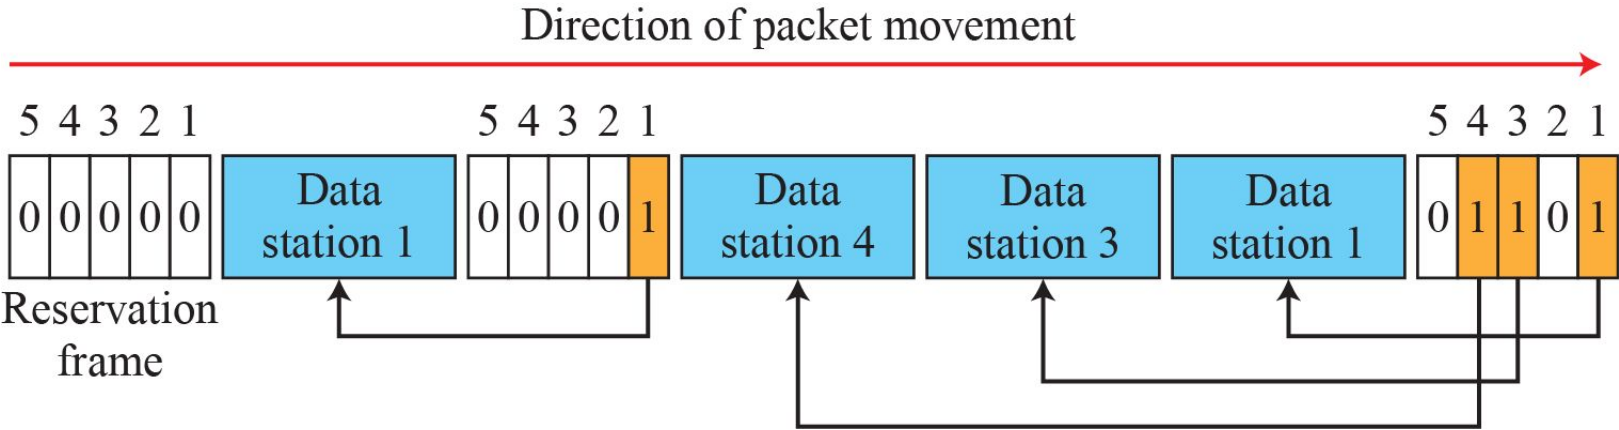 Direction of packet movement
5 4 3 2 1
5 4 3 2 1
5 4 3 2 1
0 0 0 0 0
Data
station 1
0 0 0 0 1
Data
station 4
Data
station 3
Data
station 1
0 1 1 0 1
Reservation
frame